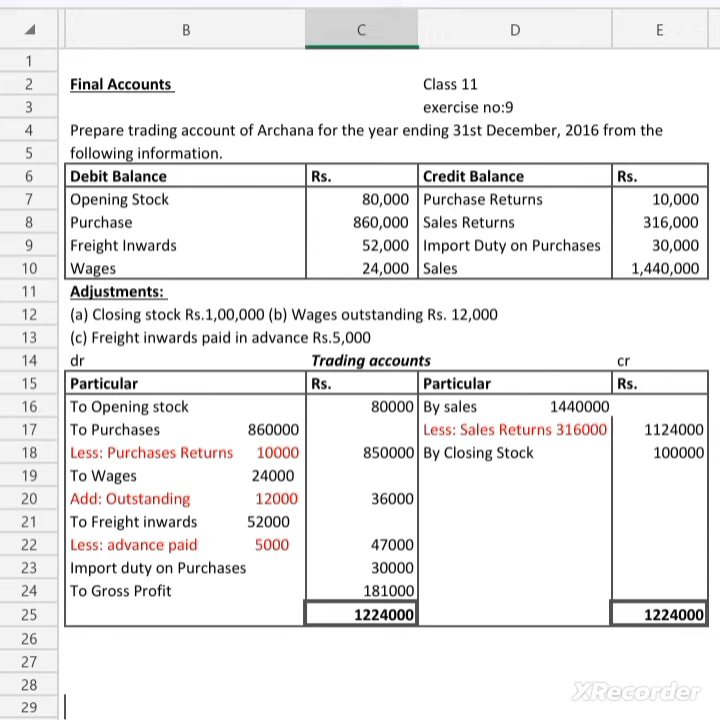 B C D E
1
2 Final Accounts Class 11
3 exercise no:9
4 Prepare trading account of Archana for the year ending 31st December, 2016 from the
5 following information.
6 Debit Balance Rs. Credit Balance Rs.
7 Opening Stock 80,000 Purchase Returns 10,000
8 Purchase 860,000 Sales Returns 316,000
9 Freight Inwards 52,000 Import Duty on Purchases 30,000
10 Wages 24,000 Sales 1,440,000
11 Adjustments:
12 (a) Closing stock Rs.1,00,000 (b) Wages outstanding Rs. 12,000
13 (c) Freight inwards paid in advance Rs.5,000
14 dr Trading accounts cr
15 Particular Rs. Particular Rs.
16 To Opening stock 80000 By sales 1440000
17 To Purchases 860000 Less: Sales Returns 316000 1124000
18 Less: Purchases Returns 10000 850000 By Closing Stock 100000
19 To Wages 24000
20 Add: Outstanding 12000 36000
21 To Freight inwards 52000
22 Less: advance paid 5000 47000
23 Import duty on Purchases 30000
24 To Gross Profit 181000
25 1224000 1224000
26
27
28
29
XRecorder